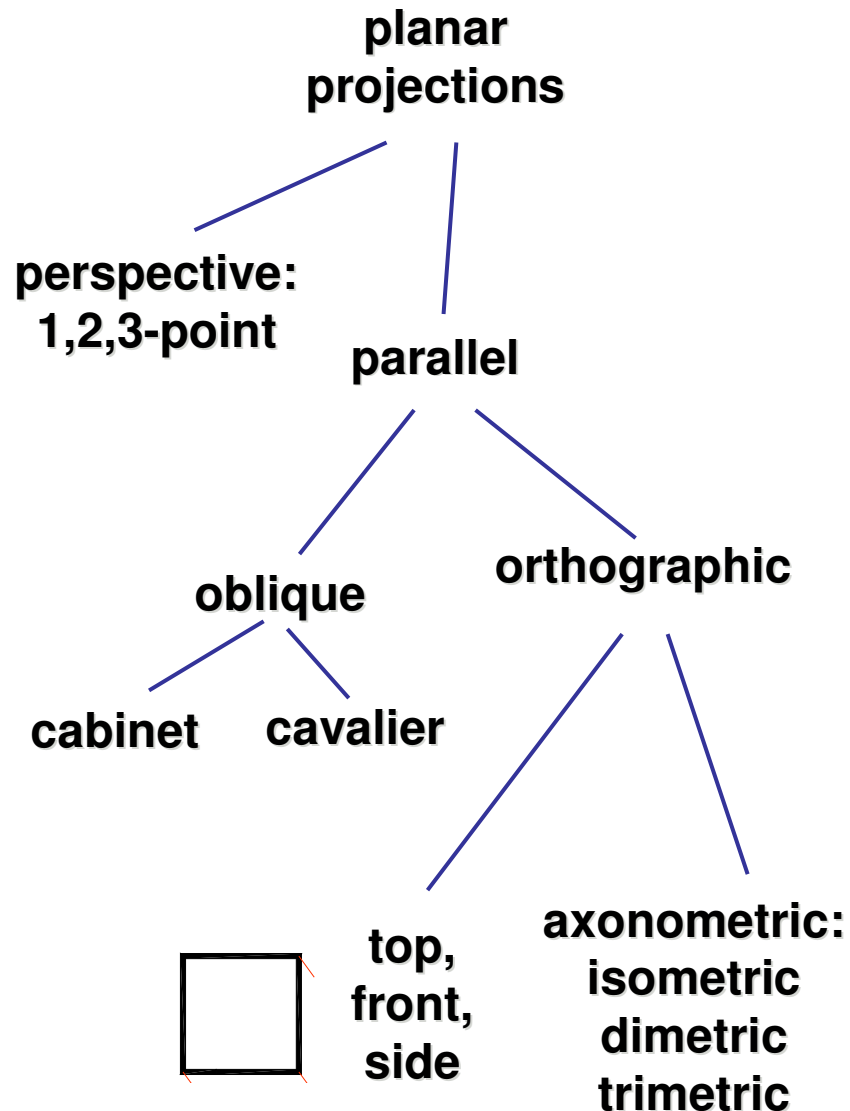 planar
projections
perspective:
1,2,3-point
parallel
oblique
orthographic
cabinet
cavalier
top,
front,
side
axonometric:
isometric
dimetric
trimetric